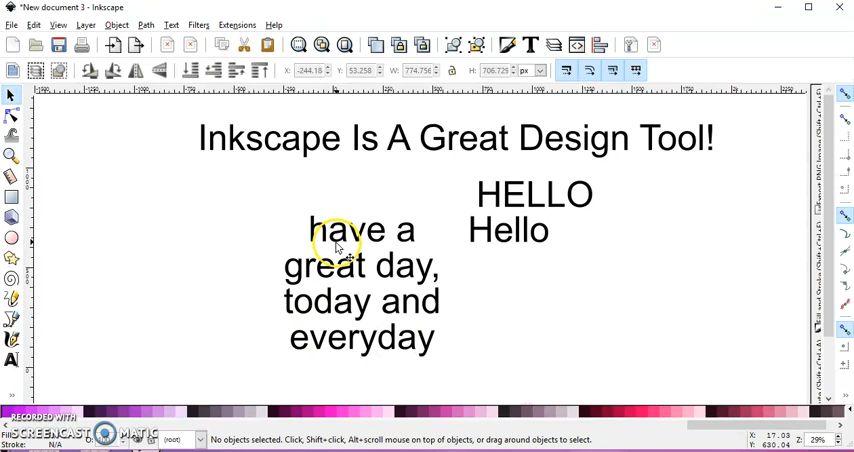 *New document 3 - Inkscape
File Edit View Layer Object Path Text Filters Extensions Help
X: -244.18 Y: 53.258 W: 774.756 H: 706.725 px
Inkscape Is A Great Design Tool!
HELLO
have a
Hello
great day,
today and
everyday
RECORDED WITH
SCREENCAST MATIC
Stroke: N/A
(root)
No objects selected. Click, Shift+click, Alt+scroll mouse on top of objects, or drag around objects to select.
X: 17.03
Y: 630.04
Z: 29%